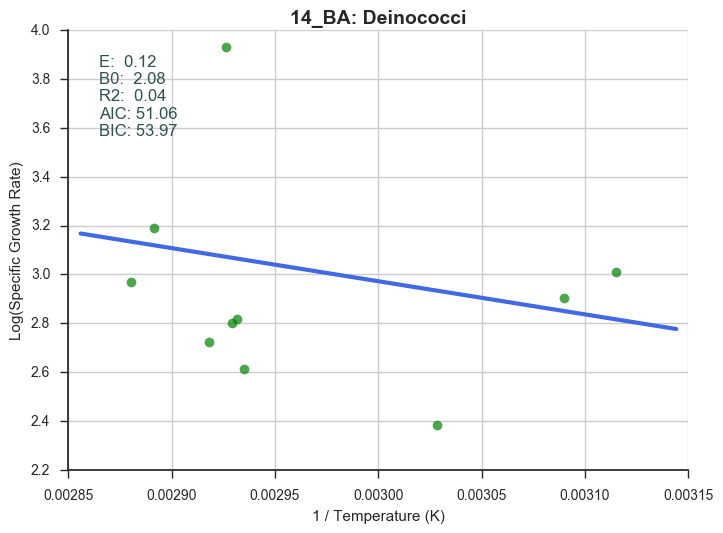 14_BA: Deinococci
4.0
3.8
3.6
3.4
3.2
3.0
2.8
2.6
2.4
2.2
E:  0.12
B0:  2.08
R2:  0.04
AIC: 51.06
BIC: 53.97
Log(Specific Growth Rate)
0.00285 0.00290 0.00295 0.00300 0.00305 0.00310 0.00315
1 / Temperature (K)